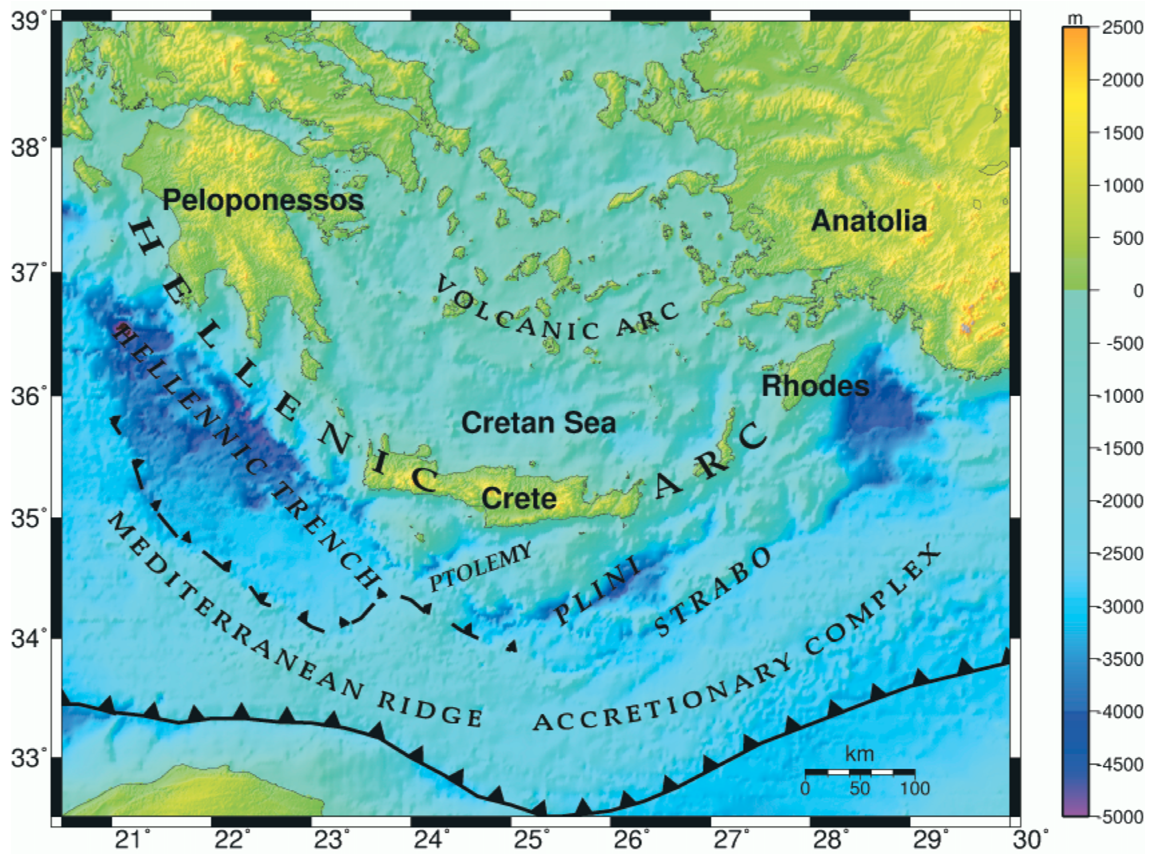 39°
38°
37°
36°
35°
34°
33°
Peloponessos
Anatolia
HELLENIC ARC
VOLCANIC ARC
HELLENNIC TRENCH
Rhodes
Cretan Sea
Crete
PTOLEMY
PLINI
STRABO
MEDITERRANEAN RIDGE ACCRETIONARY COMPLEX
km
0 50 100
21° 22° 23° 24° 25° 26° 27° 28° 29° 30°
m
2500
2000
1500
1000
500
0
-500
-1000
-1500
-2000
-2500
-3000
-3500
-4000
-4500
-5000